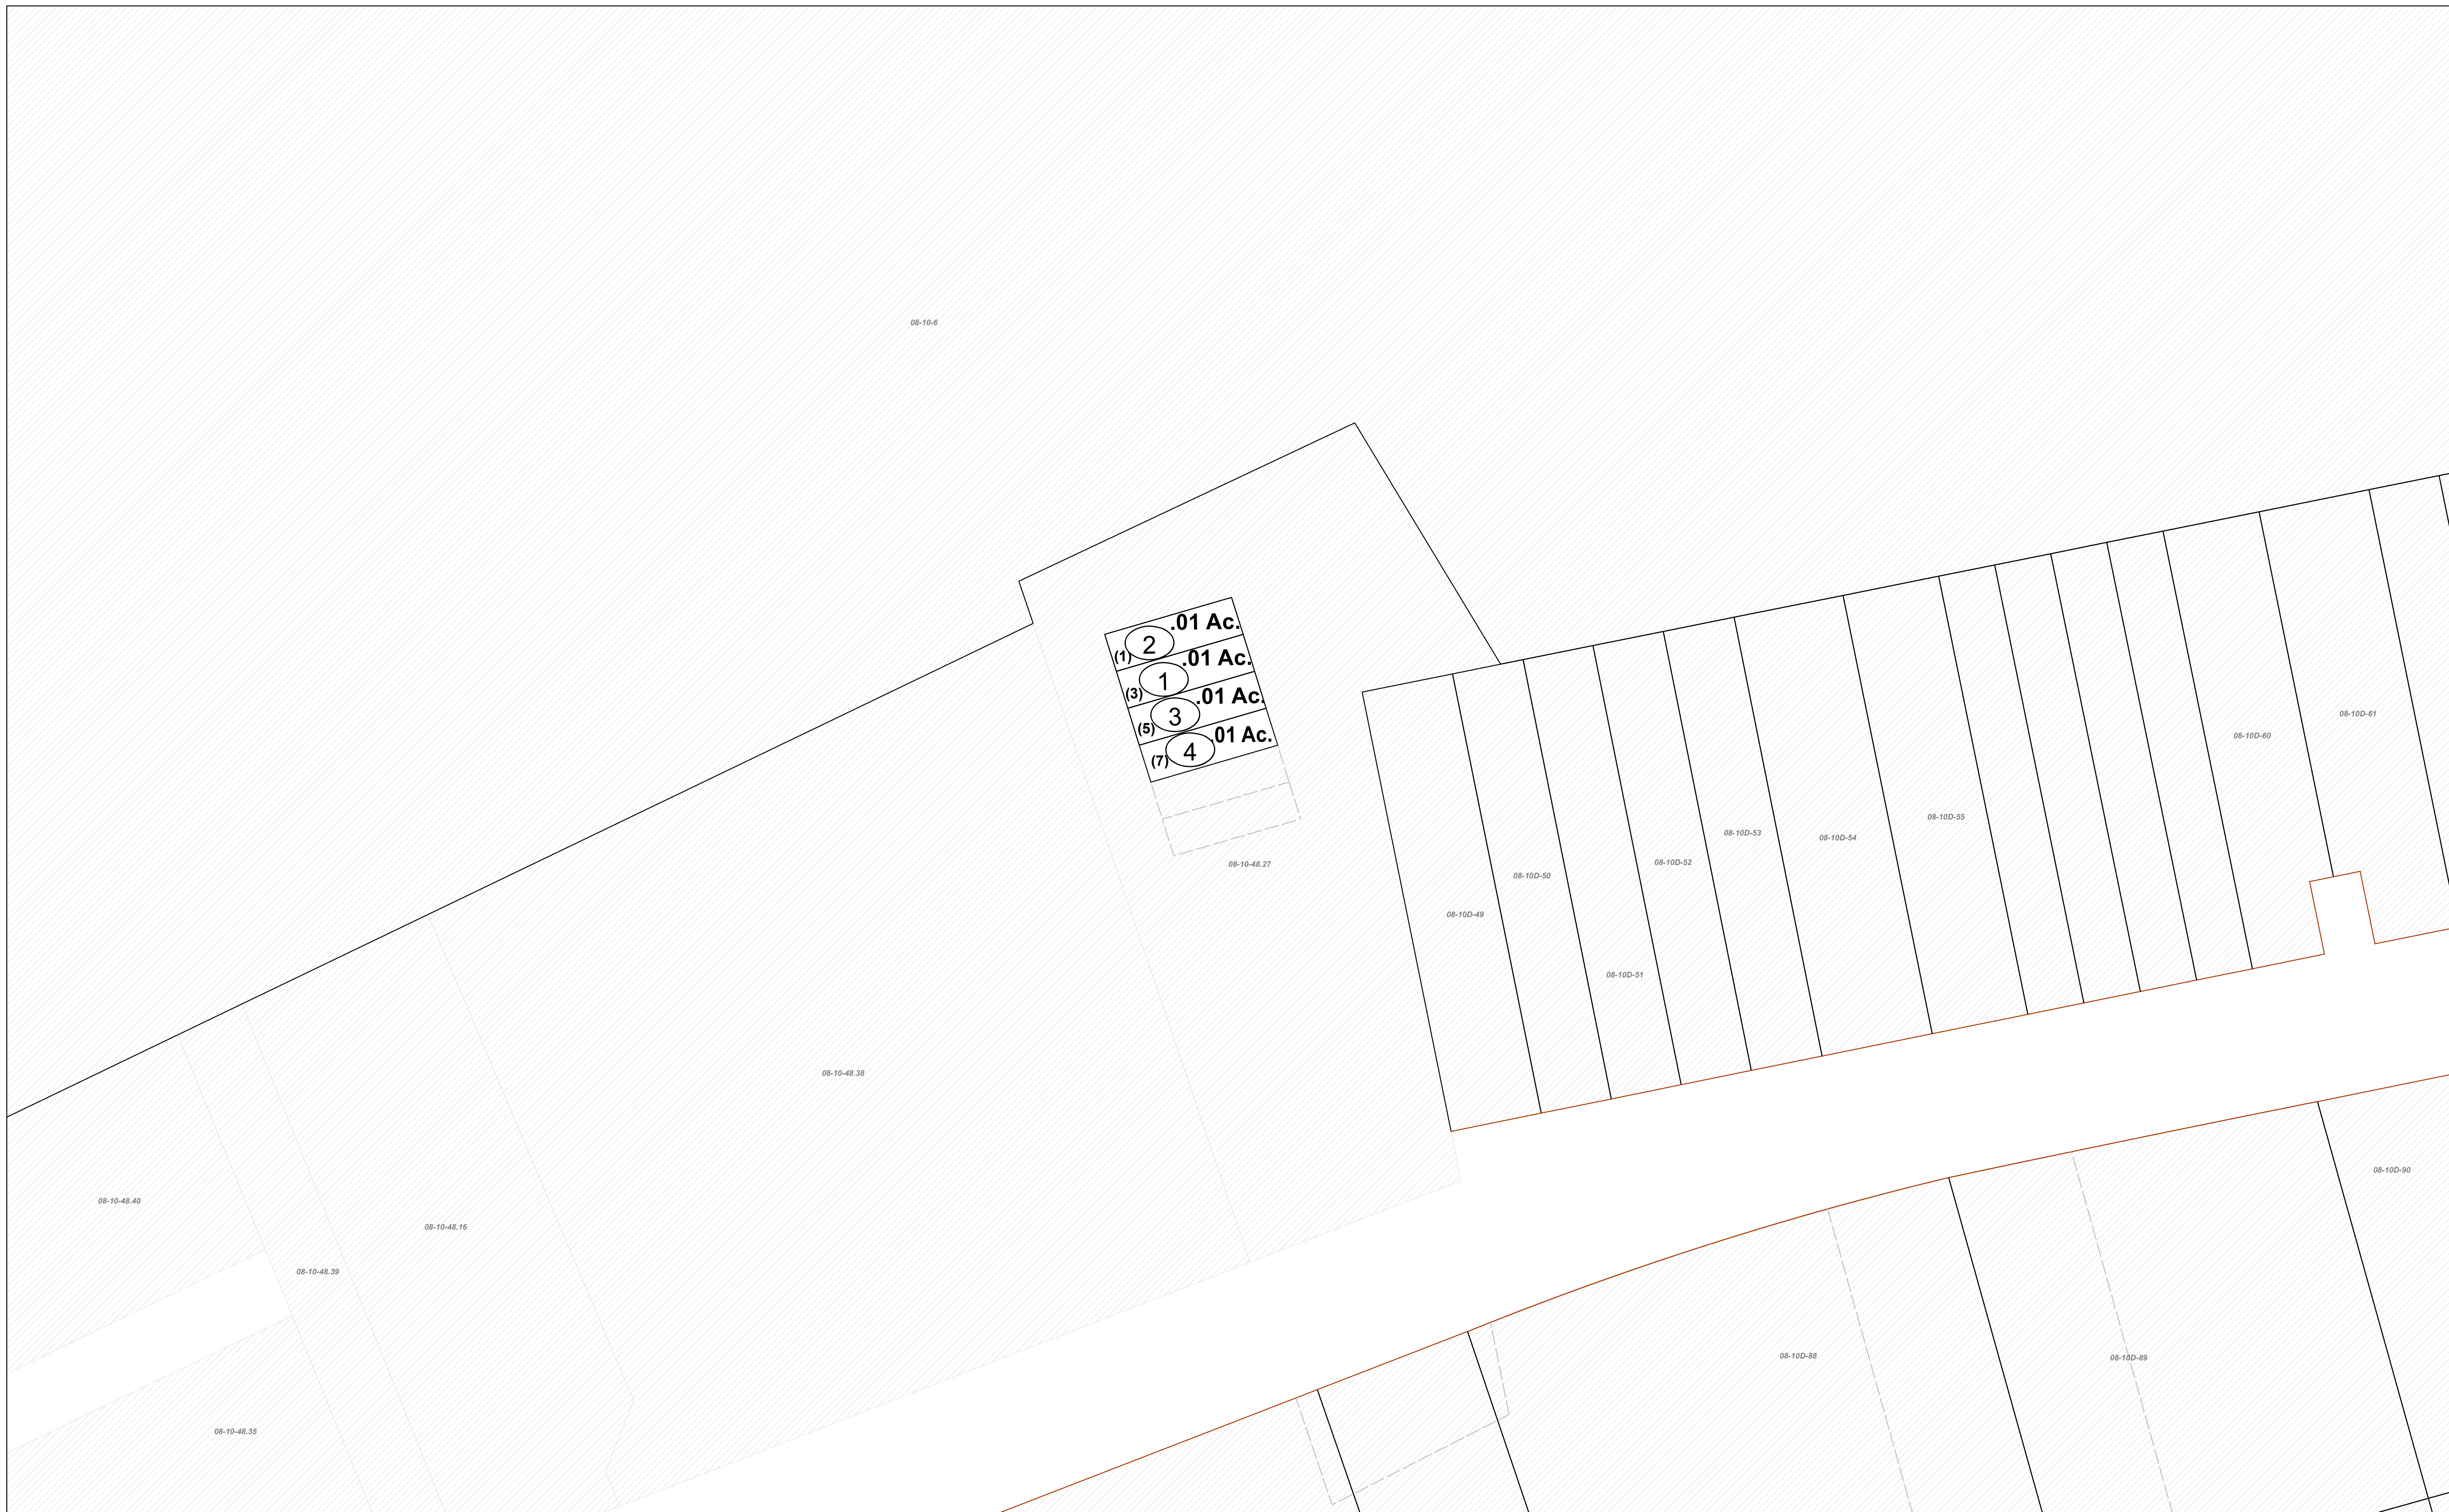 08-10-6
.01 Ac.
(1) 2
.01 Ac.
(3) 1
.01 Ac.
(5) 3
.01 Ac.
(7) 4
08-10D-61
08-10D-60
08-10D-55
08-10D-53
08-10D-54
08-10D-52
08-10-48.27
08-10D-50
08-10D-49
08-10D-51
08-10-48.38
08-10D-90
08-10-48.40
08-10-48.16
08-10-48.39
08-10D-88
08-10D-89
08-10-48.35